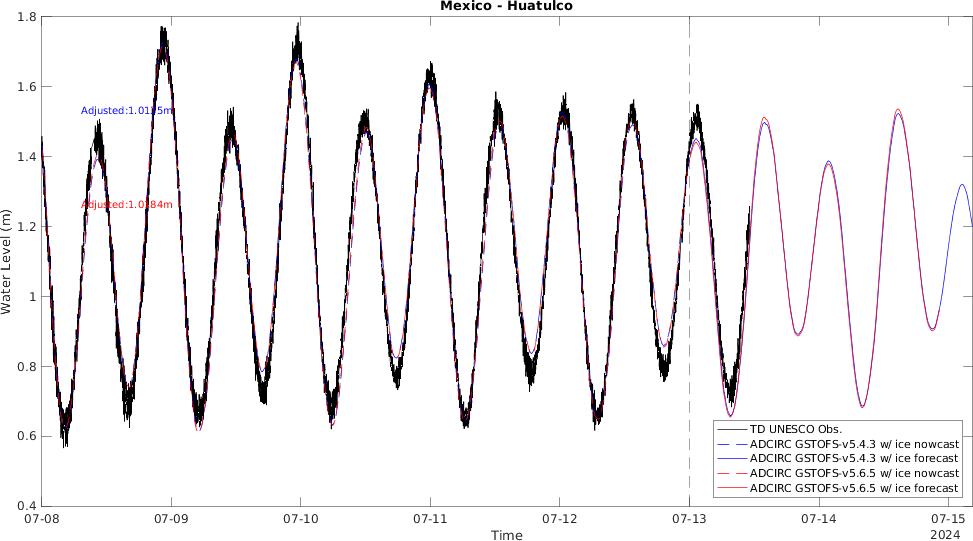 Mexico - Huatulco
1.8
1.6
1.4
1.2
1
0.8
0.6
0.4
Water Level (m)
Adjusted:1.0115m
Adjusted:1.0184m
TD UNESCO Obs.
ADCIRC GSTOFS-v5.4.3 w/ ice nowcast
ADCIRC GSTOFS-v5.4.3 w/ ice forecast
ADCIRC GSTOFS-v5.6.5 w/ ice nowcast
ADCIRC GSTOFS-v5.6.5 w/ ice forecast
07-08 07-09 07-10 07-11 07-12 07-13 07-14 07-15
Time
2024